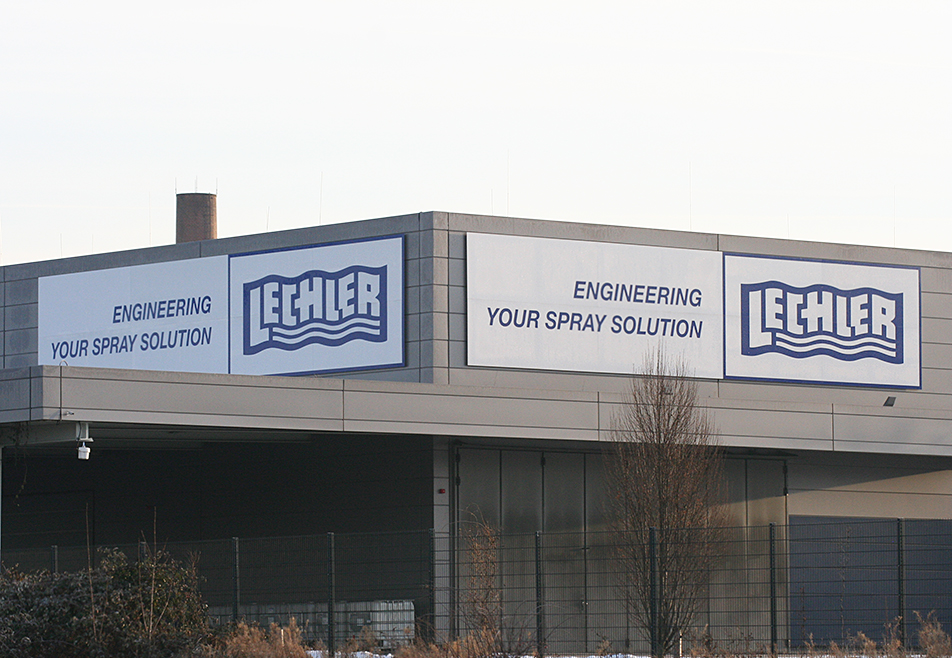 ENGINEERING
YOUR SPRAY SOLUTION
LECHLER
ENGINEERING
YOUR SPRAY SOLUTION
LECHLER